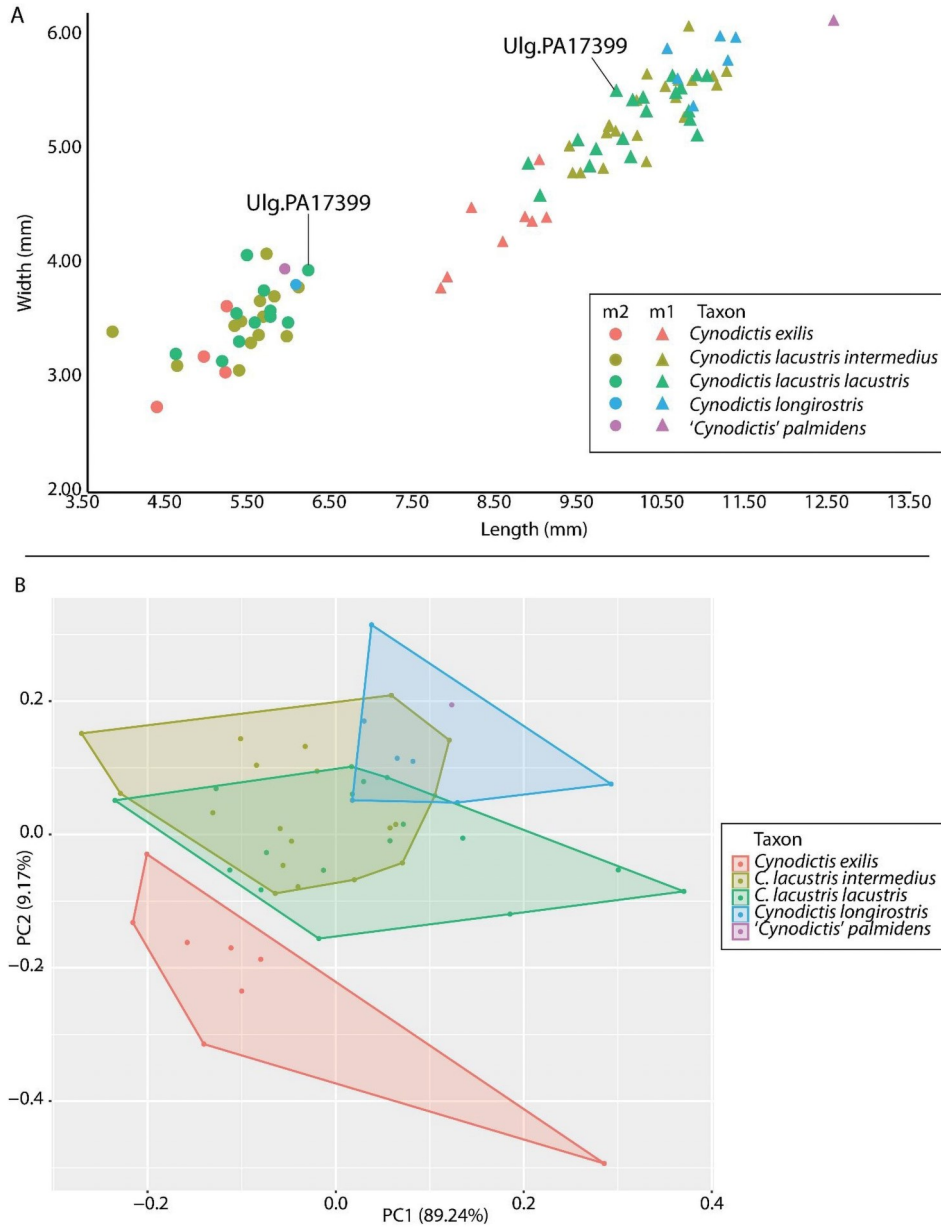 A
6.00
5.00
4.00
3.00
2.00
Width (mm)
Ulg.PA17399
Ulg.PA17399
m2 m1 Taxon
Cynodictis exilis
Cynodictis lacustris intermedius
Cynodictis lacustris lacustris
Cynodictis longirostris
‘Cynodictis’ palmidens
3.50 4.50 5.50 6.50 7.50 8.50 9.50 10.50 11.50 12.50 13.50
Length (mm)
B
0.2
0.0
−0.2
−0.4
PC2 (9.17%)
Taxon
Cynodictis exilis
C. lacustris intermedius
C. lacustris lacustris
Cynodictis longirostris
‘Cynodictis’ palmidens
−0.2 0.0 0.2 0.4
PC1 (89.24%)